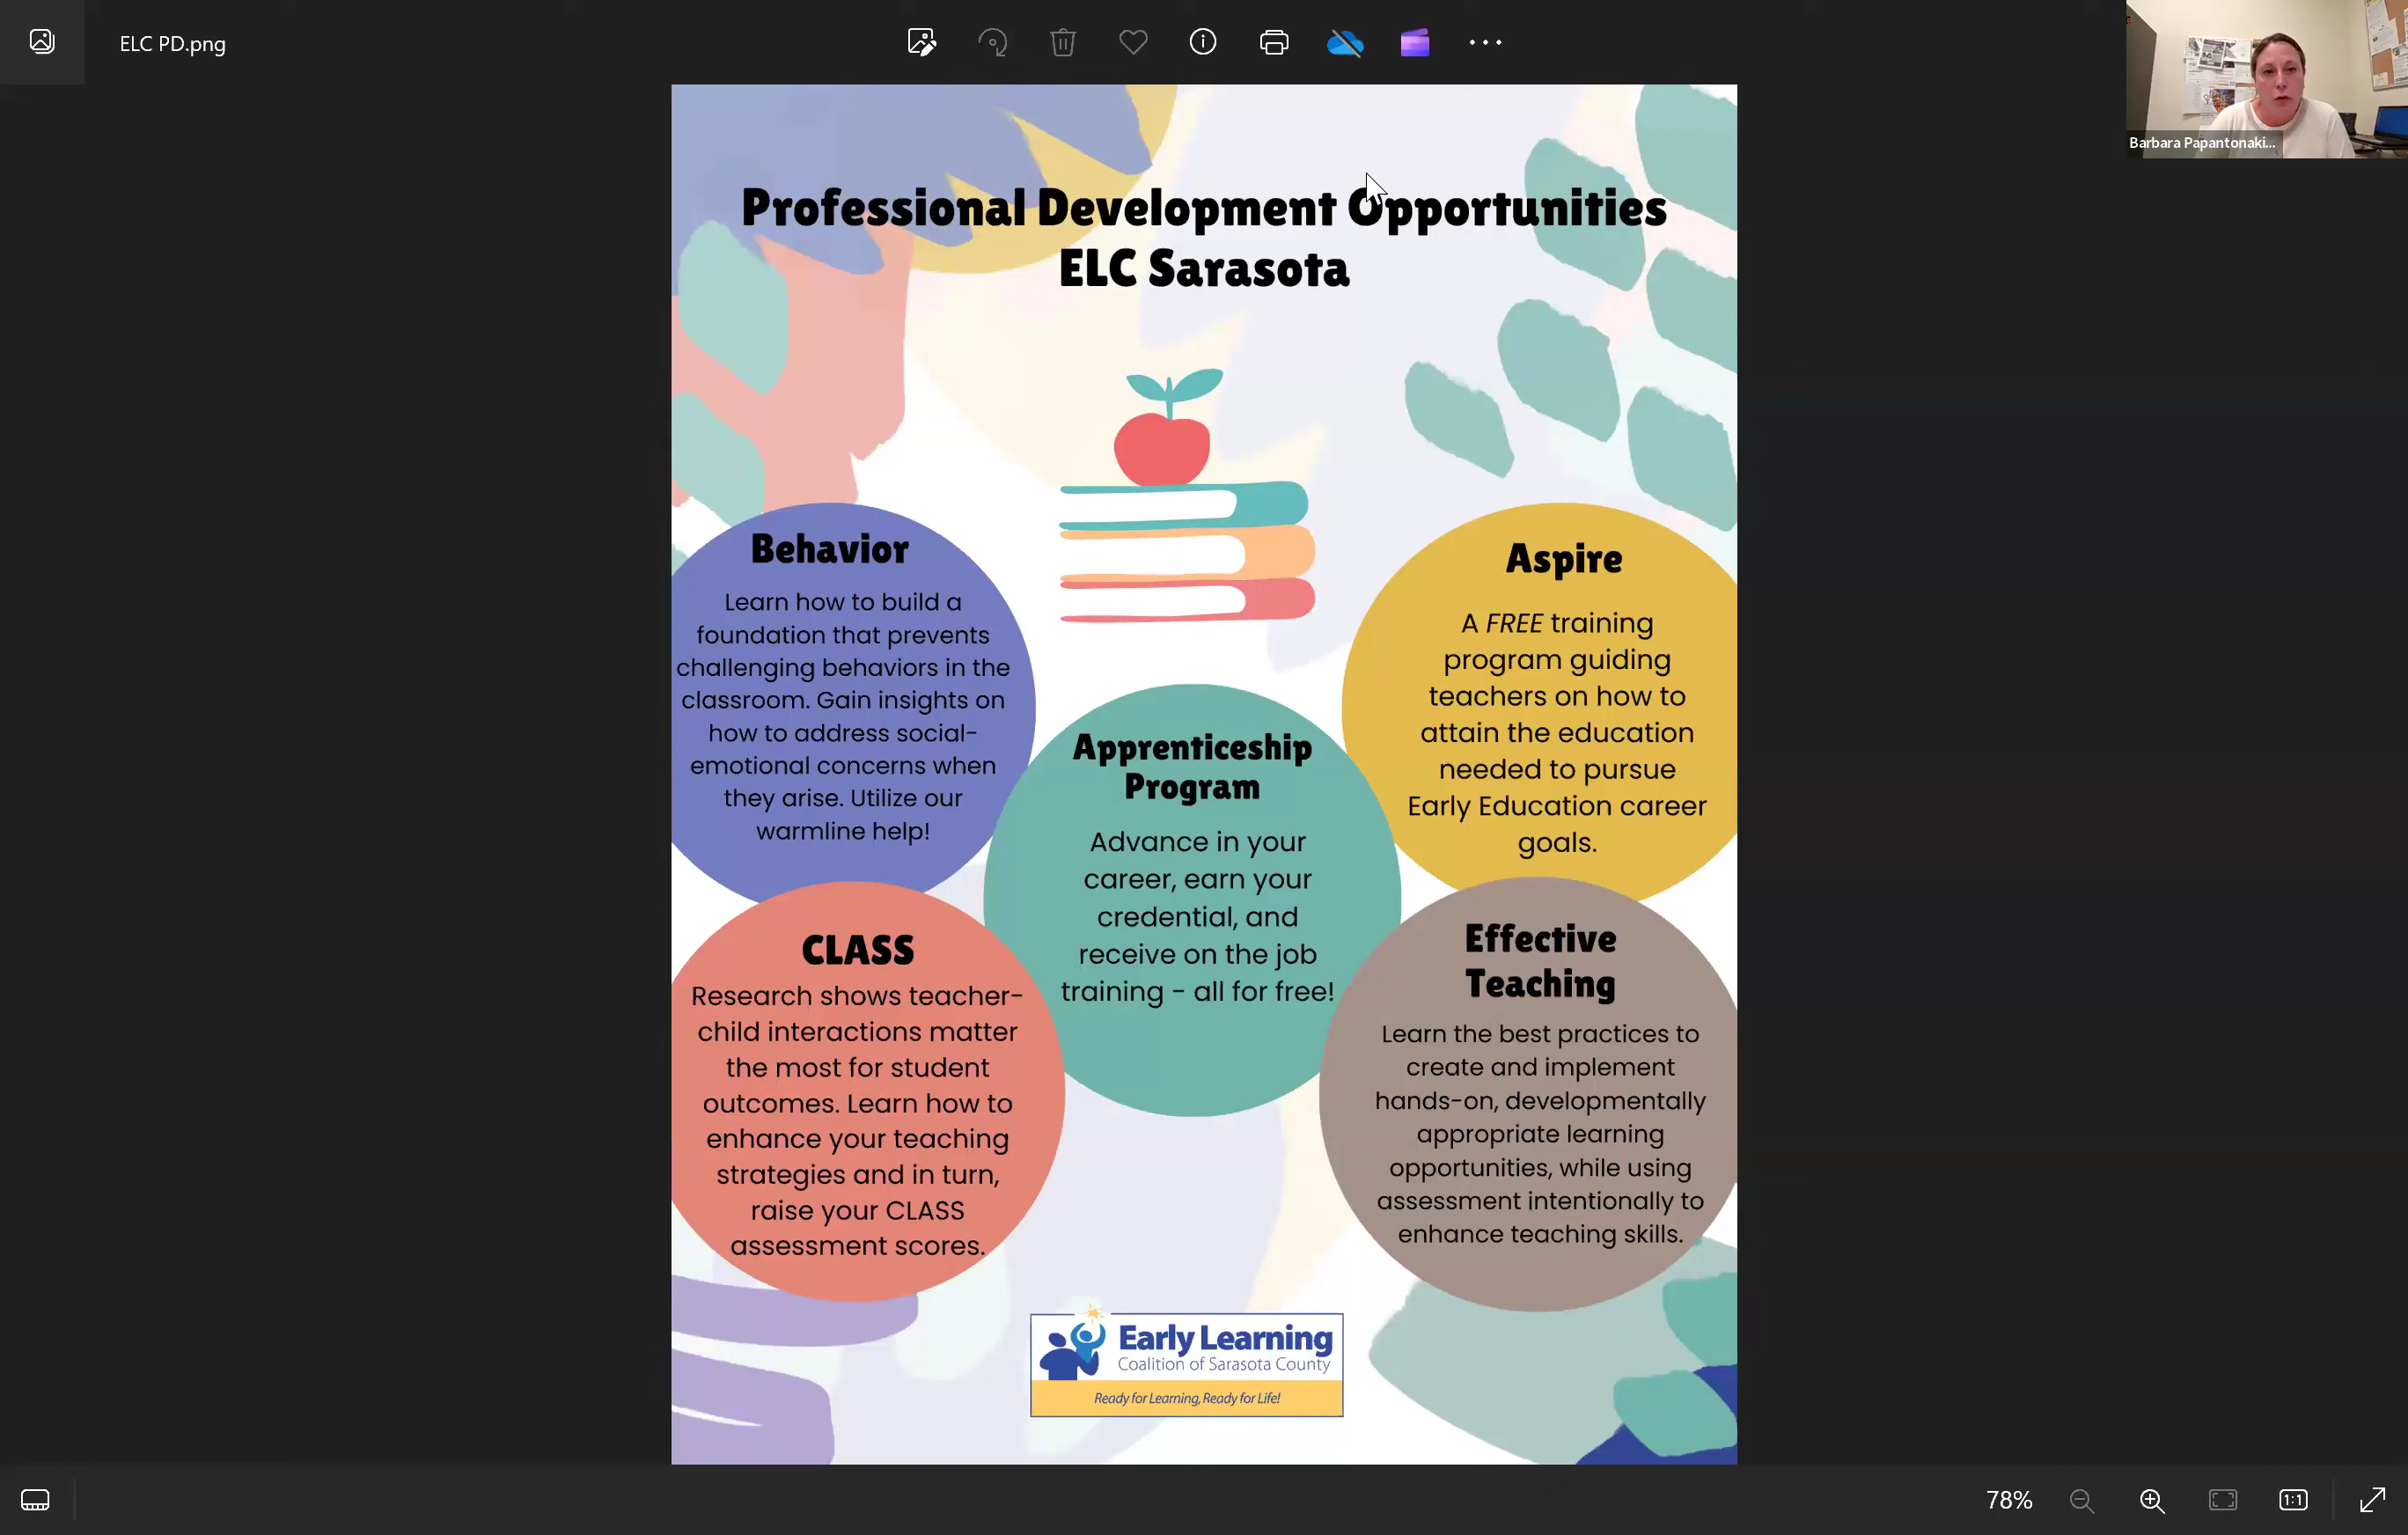 ELC PD.png
Barbara Papantonaki...
Professional Development Opportunities
ELC Sarasota
Behavior
Learn how to build a
foundation that prevents
challenging behaviors in the
classroom. Gain insights on
how to address social-
emotional concerns when
they arise. Utilize our
warmline help!
Aspire
A FREE training
program guiding
teachers on how to
attain the education
needed to pursue
Early Education career
goals.
Apprenticeship
Program
Advance in your
career, earn your
credential, and
receive on the job
training - all for free!
CLASS
Research shows teacher-
child interactions matter
the most for student
outcomes. Learn how to
enhance your teaching
strategies and in turn,
raise your CLASS
assessment scores.
Effective
Teaching
Learn the best practices to
create and implement
hands-on, developmentally
appropriate learning
opportunities, while using
assessment intentionally to
enhance teaching skills.
Early Learning
Coalition of Sarasota County
Ready for Learning, Ready for Life!
78%
1:1